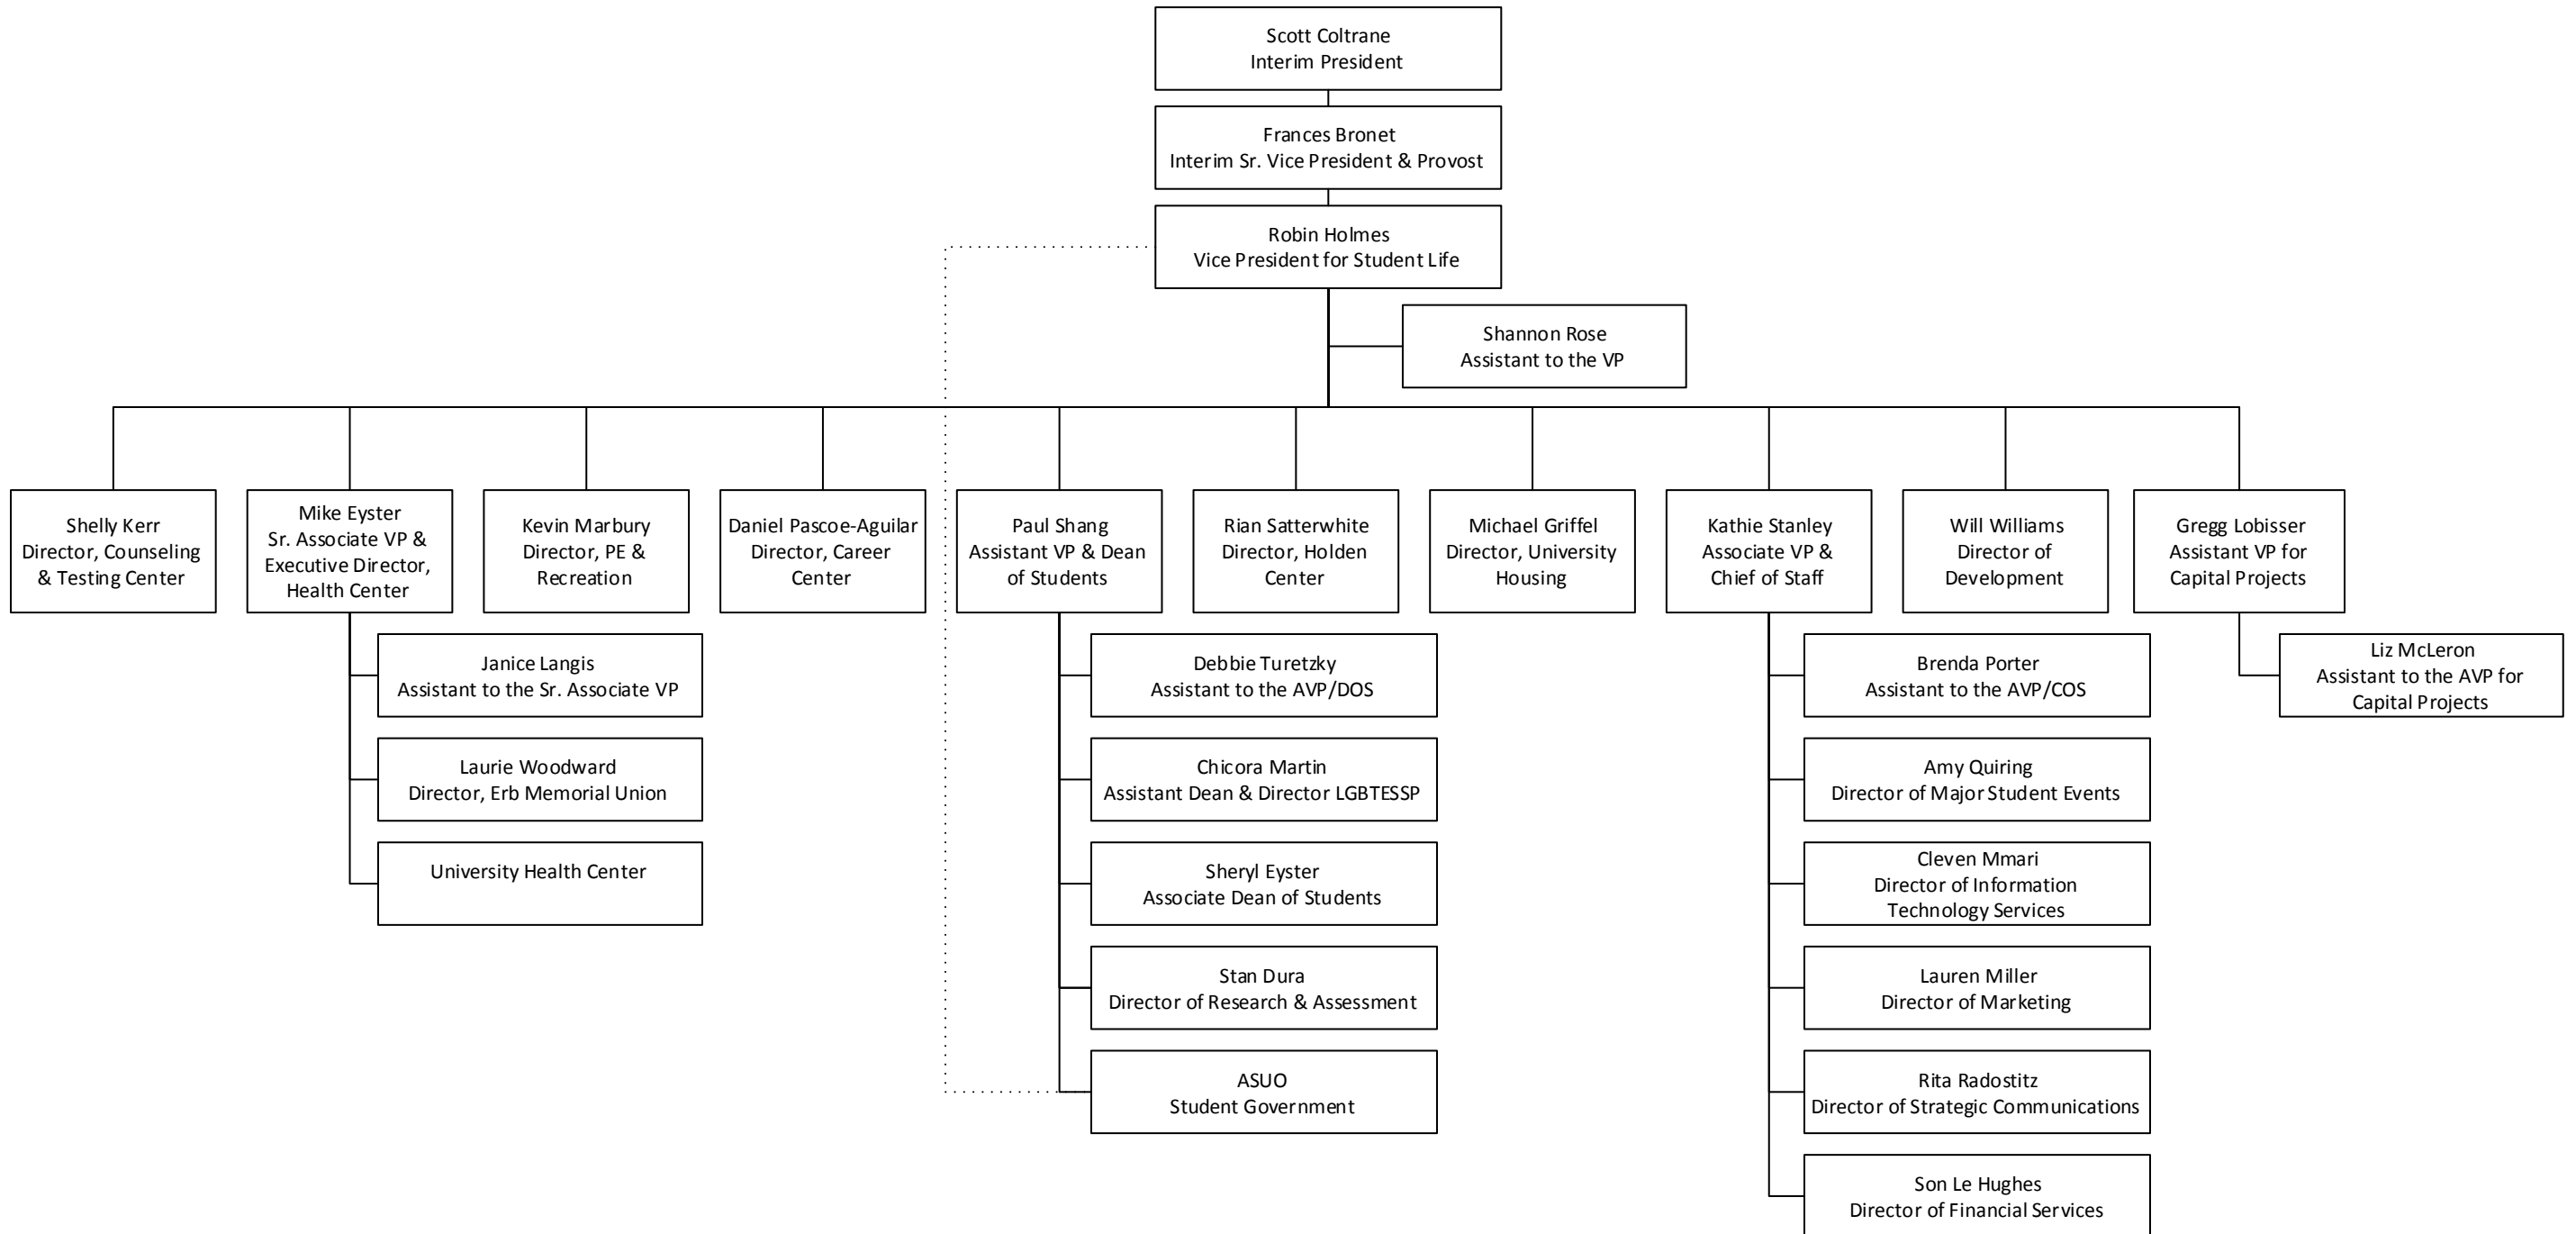 Scott Coltrane
Interim President
Frances Bronet
Interim Sr. Vice President & Provost
Robin Holmes
Vice President for Student Life
Shannon Rose
Assistant to the VP
Shelly Kerr
Director, Counseling
& Testing Center
Mike Eyster
Sr. Associate VP &
Executive Director,
Health Center
Kevin Marbury
Director, PE &
Recreation
Daniel Pascoe-Aguilar
Director, Career
Center
Paul Shang
Assistant VP & Dean
of Students
Rian Satterwhite
Director, Holden
Center
Michael Griffel
Director, University
Housing
Kathie Stanley
Associate VP &
Chief of Staff
Will Williams
Director of
Development
Gregg Lobisser
Assistant VP for
Capital Projects
Janice Langis
Assistant to the Sr. Associate VP
Laurie Woodward
Director, Erb Memorial Union
University Health Center
Debbie Turetzky
Assistant to the AVP/DOS
Chicora Martin
Assistant Dean & Director LGBTESSP
Sheryl Eyster
Associate Dean of Students
Stan Dura
Director of Research & Assessment
ASUO
Student Government
Brenda Porter
Assistant to the AVP/COS
Amy Quiring
Director of Major Student Events
Cleven Mmari
Director of Information
Technology Services
Lauren Miller
Director of Marketing
Rita Radostitz
Director of Strategic Communications
Son Le Hughes
Director of Financial Services
Liz McLeron
Assistant to the AVP for
Capital Projects